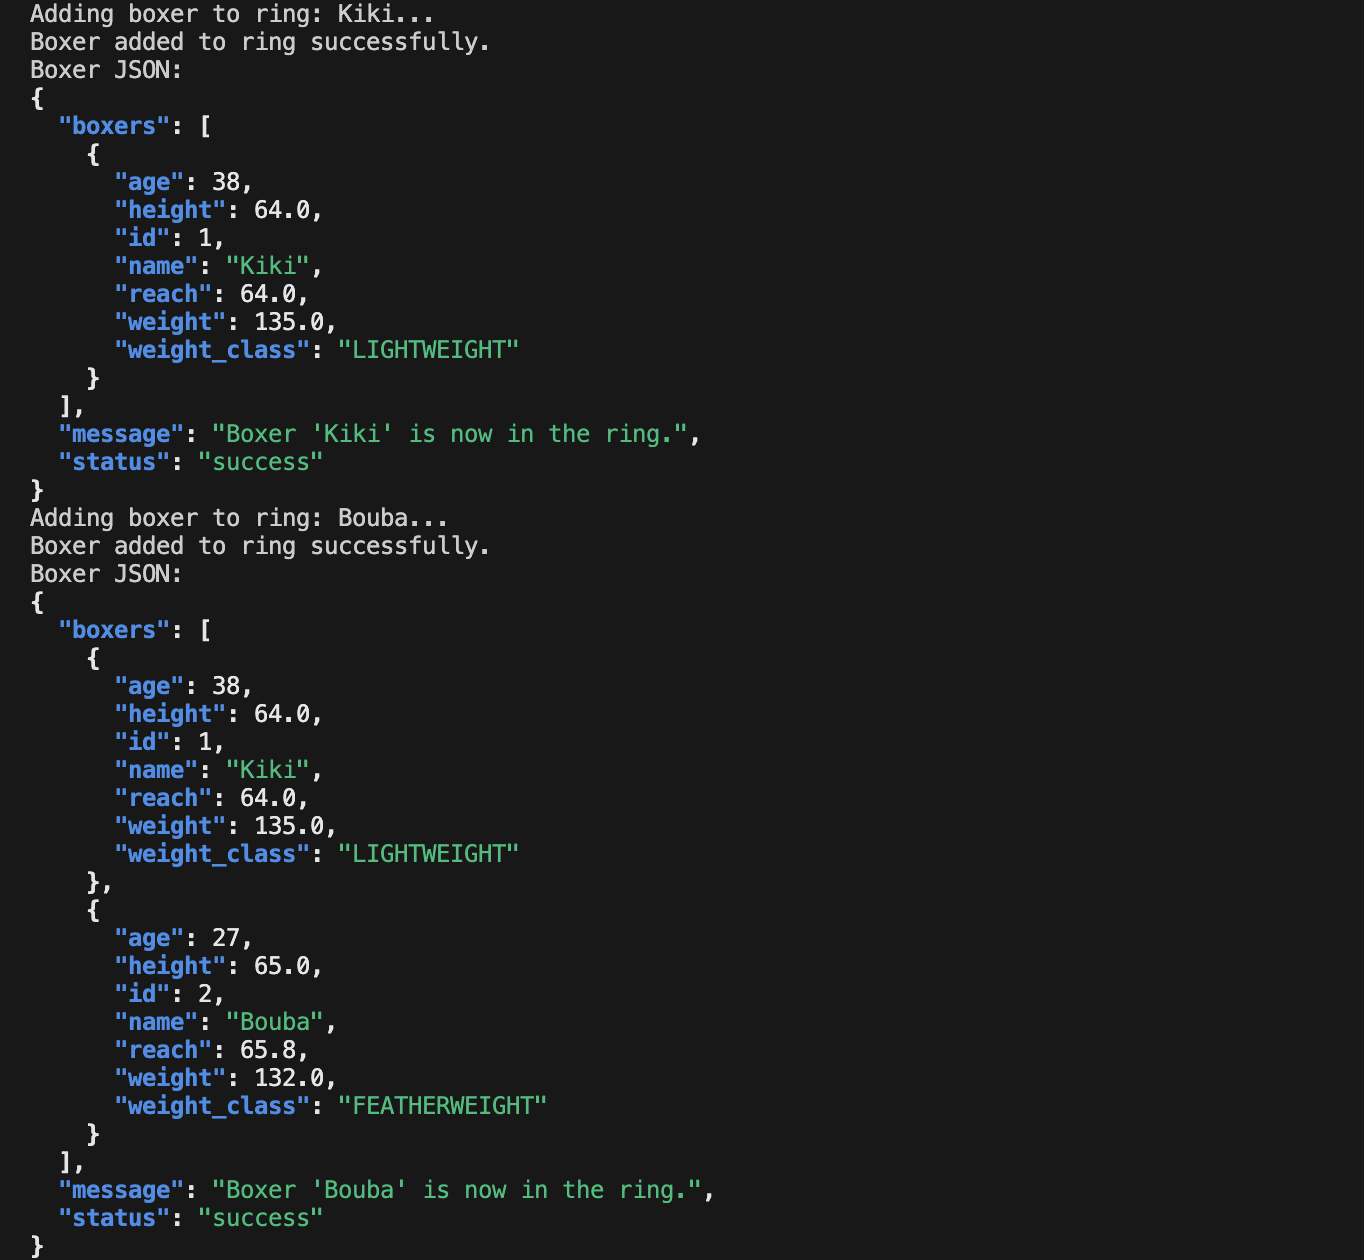 Adding boxer to ring: Kiki...
Boxer added to ring successfully.
Boxer JSON:
{
  "boxers": [
    {
      "age": 38,
      "height": 64.0,
      "id": 1,
      "name": "Kiki",
      "reach": 64.0,
      "weight": 135.0,
      "weight_class": "LIGHTWEIGHT"
    }
  ],
  "message": "Boxer 'Kiki' is now in the ring.",
  "status": "success"
}
Adding boxer to ring: Bouba...
Boxer added to ring successfully.
Boxer JSON:
{
  "boxers": [
    {
      "age": 38,
      "height": 64.0,
      "id": 1,
      "name": "Kiki",
      "reach": 64.0,
      "weight": 135.0,
      "weight_class": "LIGHTWEIGHT"
    },
    {
      "age": 27,
      "height": 65.0,
      "id": 2,
      "name": "Bouba",
      "reach": 65.8,
      "weight": 132.0,
      "weight_class": "FEATHERWEIGHT"
    }
  ],
  "message": "Boxer 'Bouba' is now in the ring.",
  "status": "success"
}